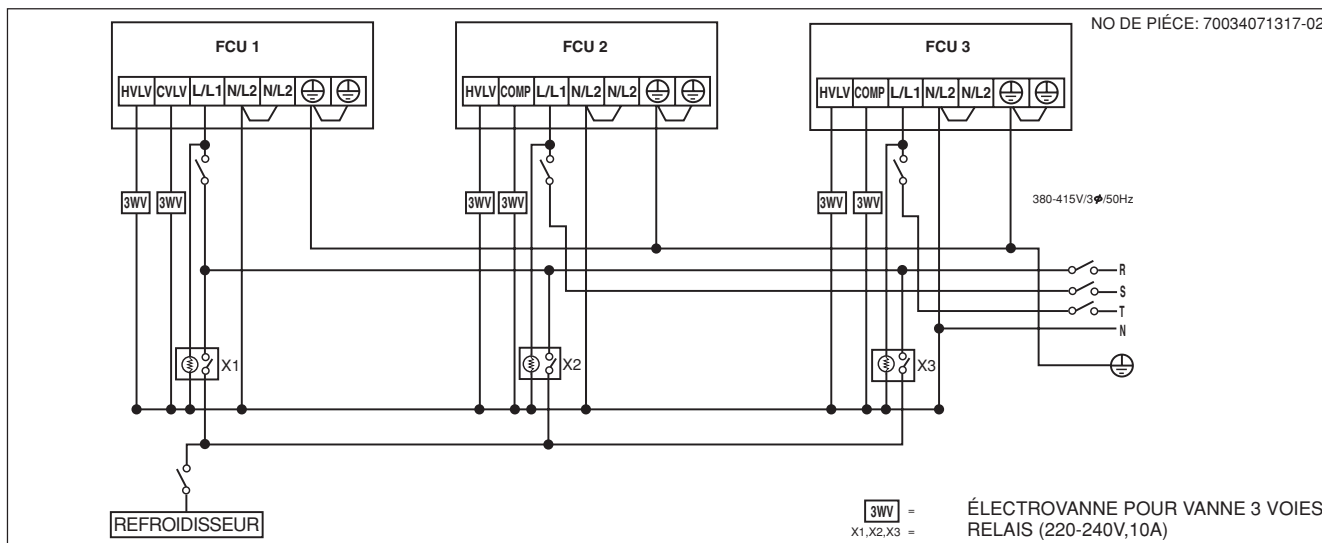 NO DE PIÉCE: 70034071317-02
FCU 1 FCU 2 FCU 3
HVLV CVLV L/L1 N/L2 N/L2
HVLV COMP L/L1 N/L2 N/L2
HVLV COMP L/L1 N/L2 N/L2
3WV 3WV 3WV 3WV 3WV 3WV
380-415V/3ϕ/50Hz
R
S
T
N
X1 X2 X3
REFROIDISSEUR
3WV = ÉLECTROVANNE POUR VANNE 3 VOIES
X1,X2,X3 = RELAIS (220-240V,10A)